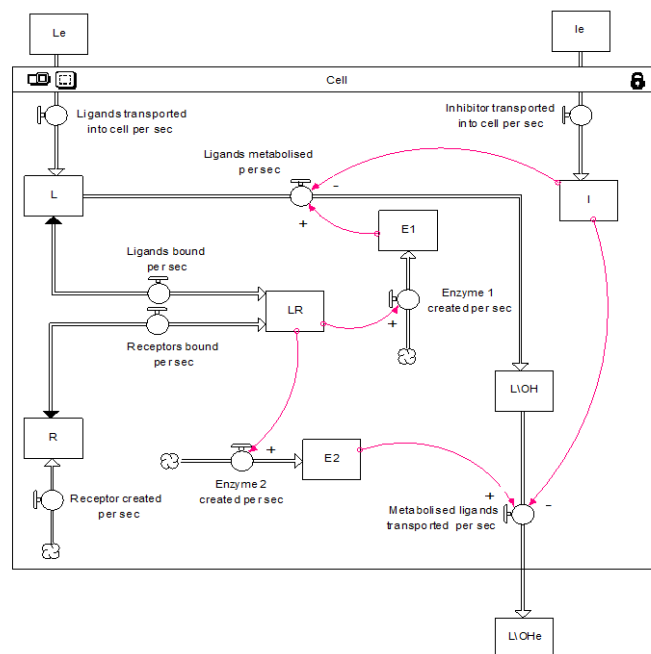 Le
Ie
Cell
Ligands transported
into cell per sec
Inhibitor transported
into cell per sec
Ligands metabolised
per sec
-
L
I
+
E1
Ligands bound
per sec
LR
Enzyme 1
created per sec
+
Receptors bound
per sec
L\OH
R
+
E2
Enzyme 2
created per sec
Receptor created
per sec
+
-
Metabolised ligands
transported per sec
L\OHe